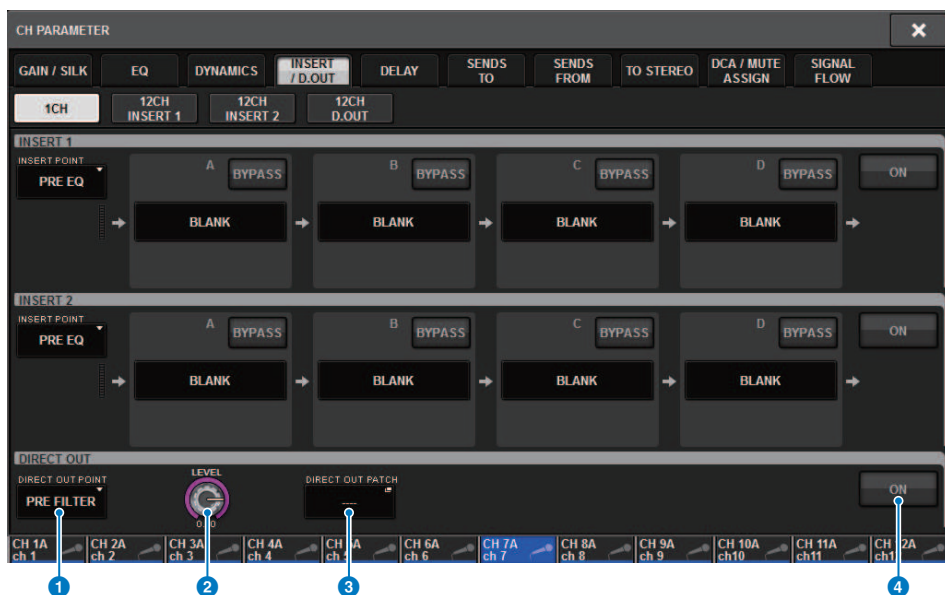 CH PARAMETER
×
GAIN / SILK EQ DYNAMICS INSERT / D.OUT DELAY SENDS TO SENDS FROM TO STEREO DCA / MUTE ASSIGN SIGNAL FLOW
1CH 12CH INSERT 1 12CH INSERT 2 12CH D.OUT
INSERT 1
INSERT POINT
PRE EQ
A BYPASS B BYPASS C BYPASS D BYPASS ON
BLANK BLANK BLANK BLANK
INSERT 2
INSERT POINT
PRE EQ
A BYPASS B BYPASS C BYPASS D BYPASS ON
BLANK BLANK BLANK BLANK
DIRECT OUT
DIRECT OUT POINT LEVEL DIRECT OUT PATCH
PRE FILTER ---- ON
CH 1A CH 2A CH 3A CH 4A CH 6A CH 7A CH 8A CH 9A CH 10A CH 11A
ch 1 ch 2 ch 3 ch 4 ch 6 ch 7 ch 8 ch 9 ch10 ch11
1 2 3 4